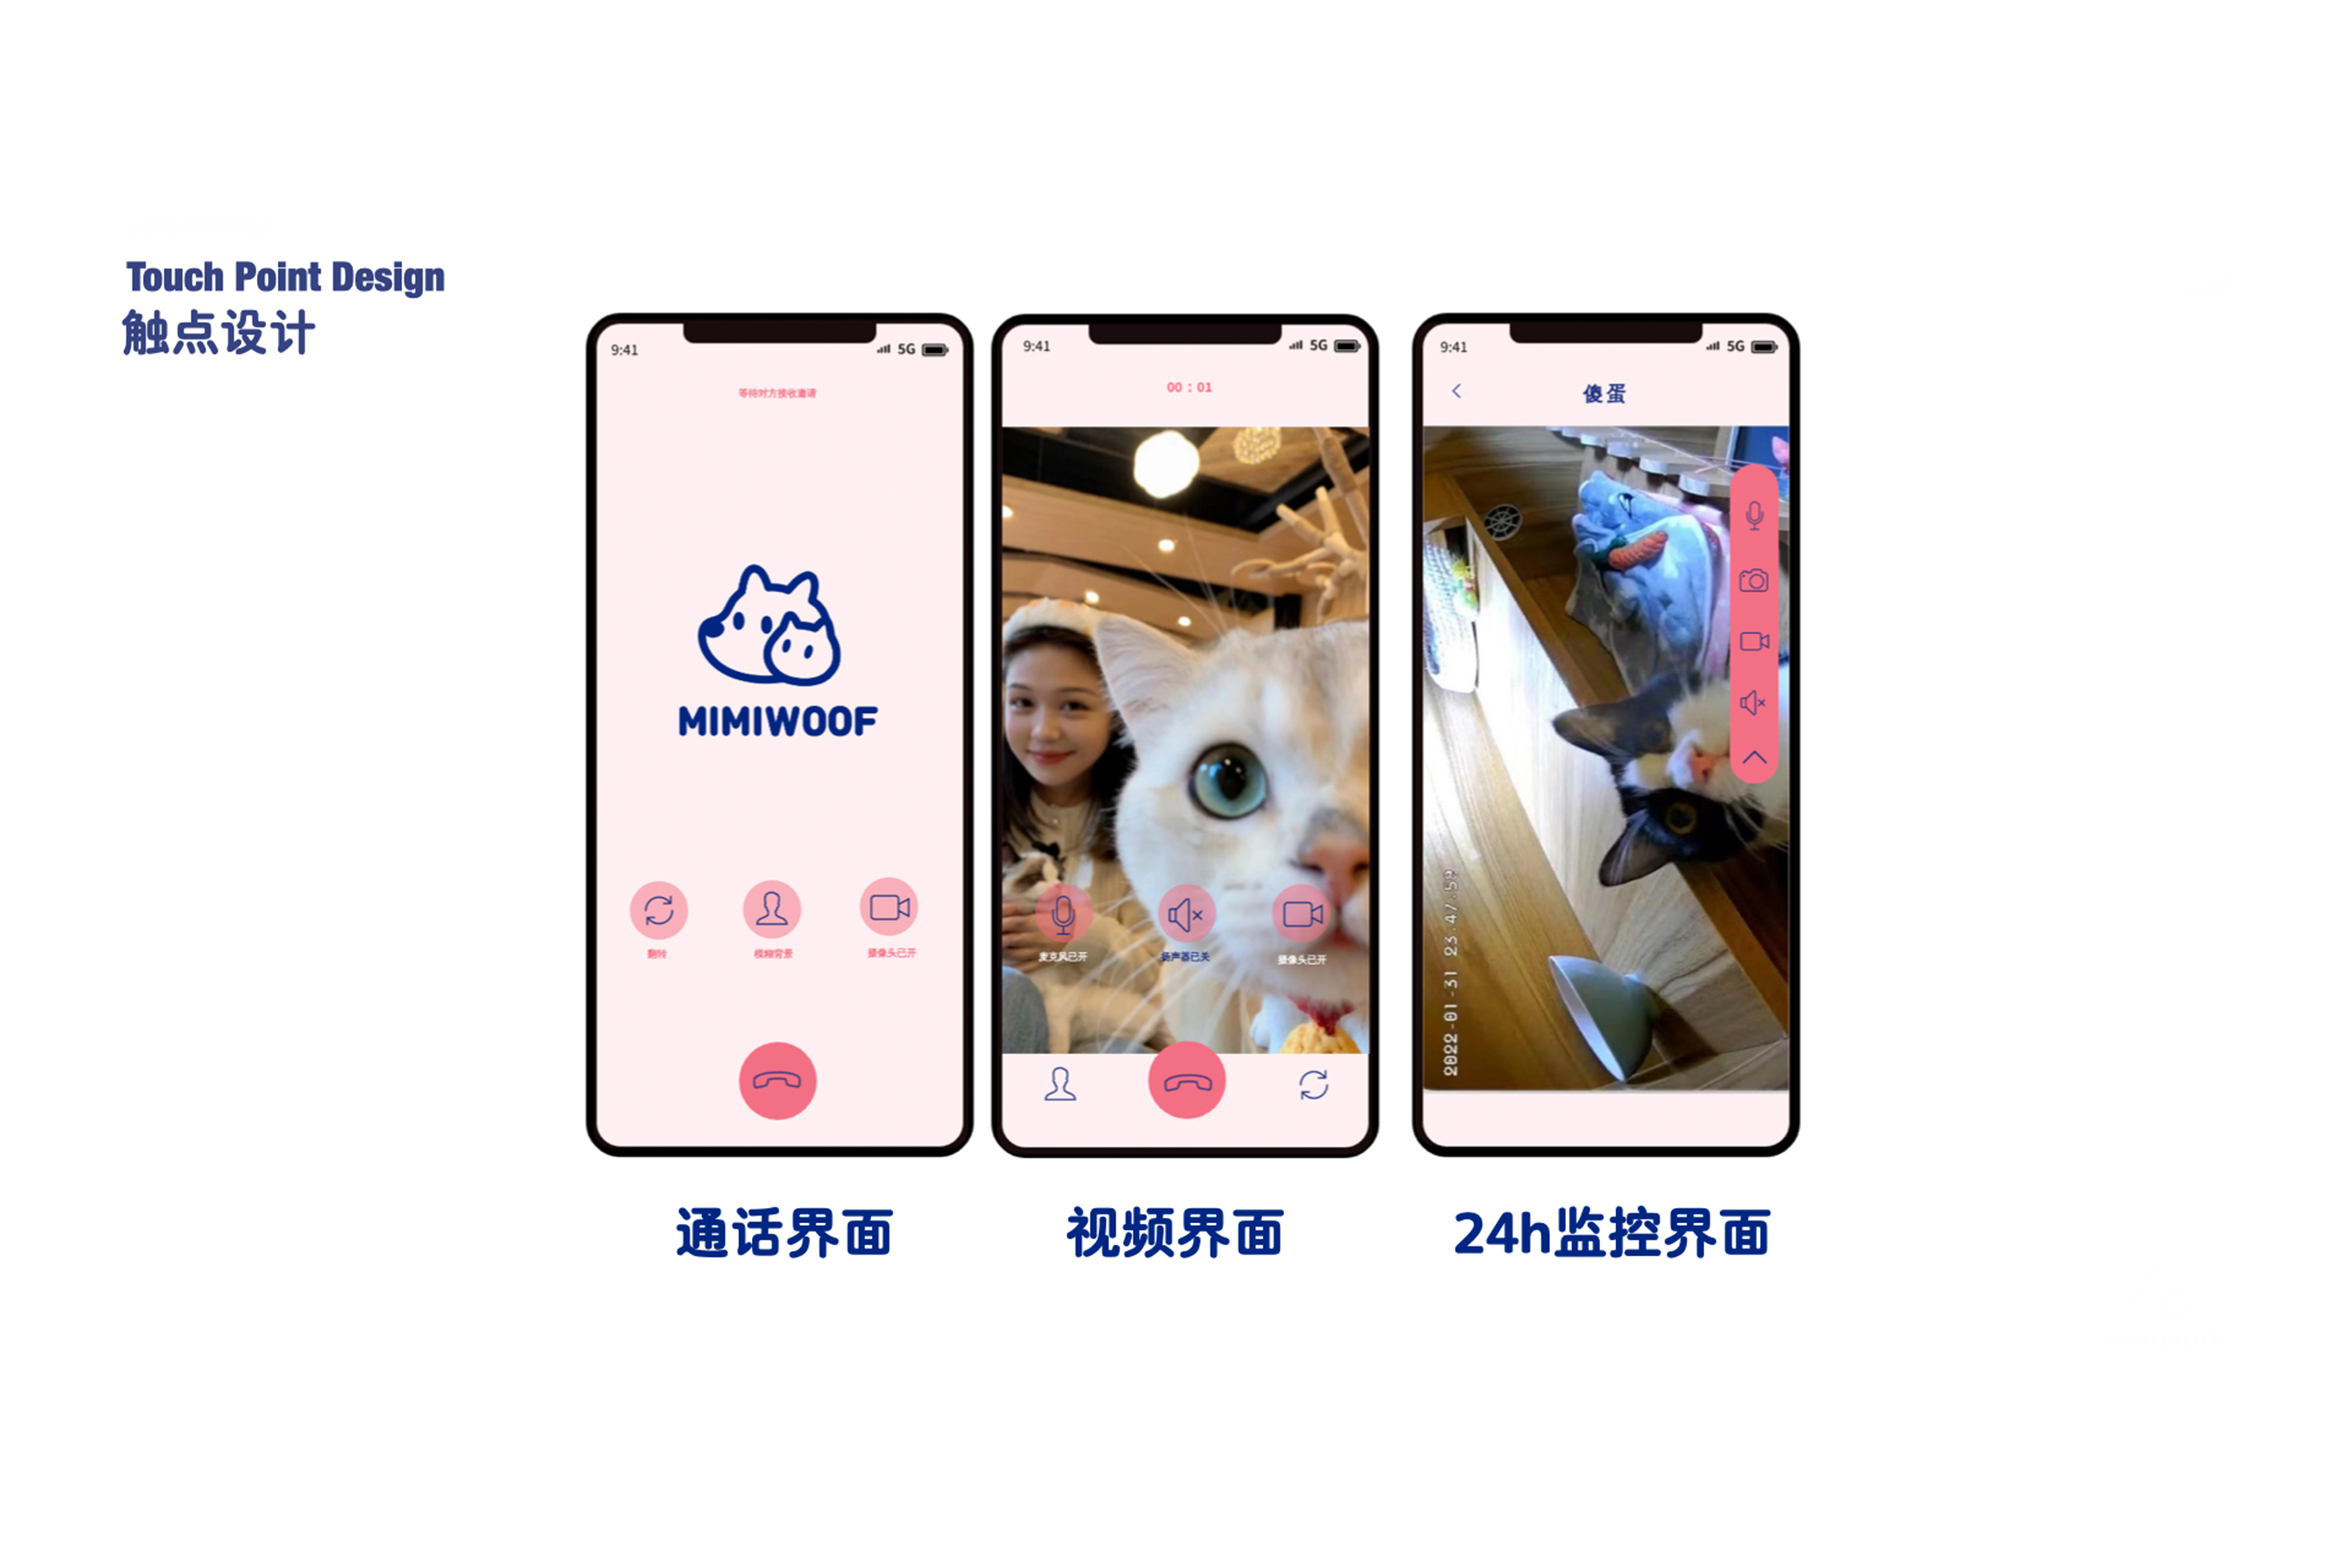 Touch Point Design
触点设计
9:41
5G
等待对方接收邀请
MIMIWOOF
翻转
模糊背景
摄像头已开
通话界面
9:41
5G
00 : 01
麦克风已开
扬声器已关
摄像头已开
视频界面
9:41
5G
傻蛋
2022-01-31 23:47:59
24h监控界面